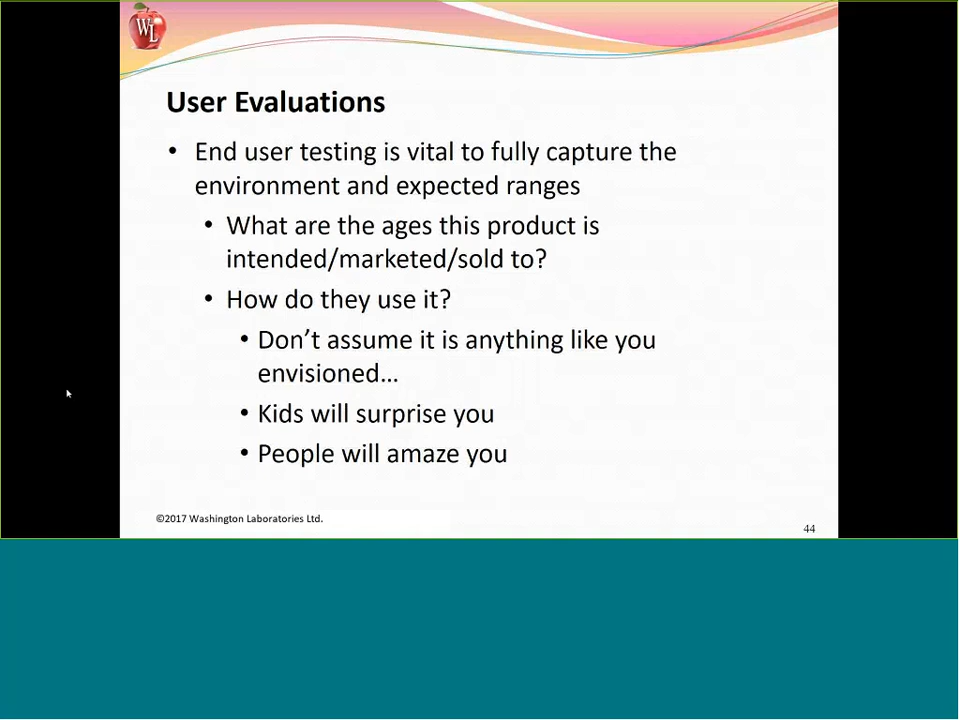 WL
User Evaluations
• End user testing is vital to fully capture the
environment and expected ranges
• What are the ages this product is
intended/marketed/sold to?
• How do they use it?
• Don’t assume it is anything like you
envisioned…
• Kids will surprise you
• People will amaze you
©2017 Washington Laboratories Ltd.
44